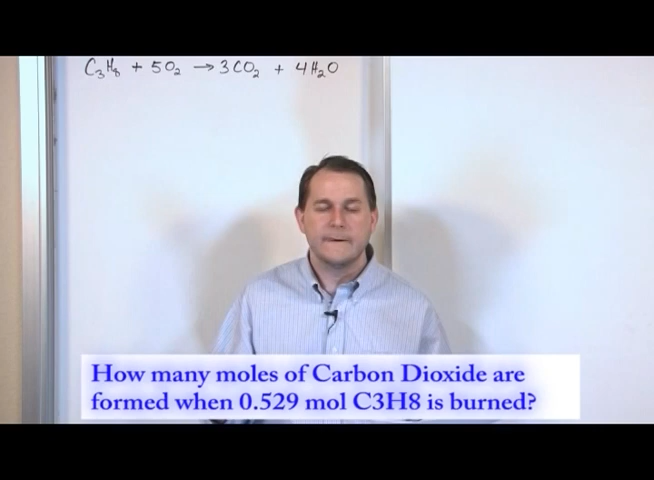 C₃H₈ + 5O₂ → 3CO₂ + 4H₂O
How many moles of Carbon Dioxide are
formed when 0.529 mol C3H8 is burned?